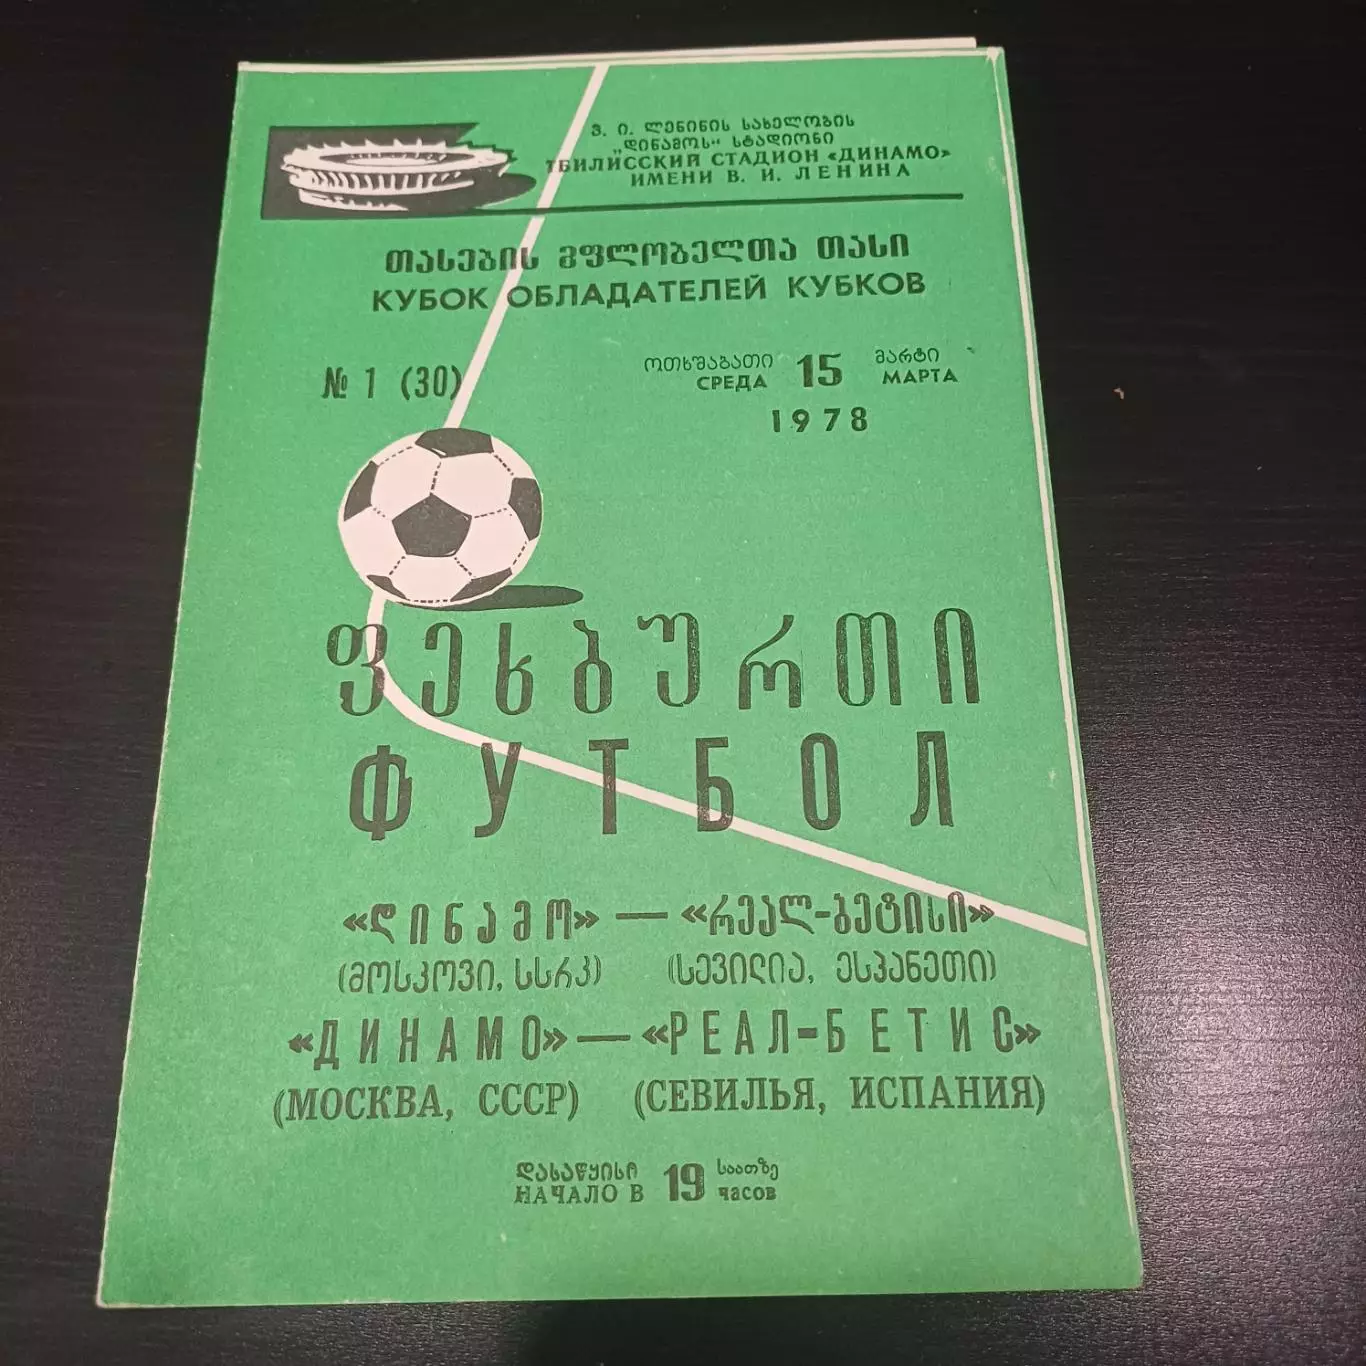 ვ. ი. ლენინის სახელობის
„დინამოს“ სტადიონი
ТБИЛИССКИЙ СТАДИОН «ДИНАМО»
ИМЕНИ В. И. ЛЕНИНА
თასების მფლობელთა თასი
КУБОК ОБЛАДАТЕЛЕЙ КУБКОВ
№ 1 (30)
ოთხშაბათი 15 მარტი
СРЕДА МАРТА
1978
ფეხბურთი
ФУТБОЛ
«დინამო» — «რეალ-ბეტისი»
(მოსკოვი, სსრკ) (სევილია, ესპანეთი)
«ДИНАМО» — «РЕАЛ-БЕТИС»
(МОСКВА, СССР) (СЕВИЛЬЯ, ИСПАНИЯ)
დასაწყისი 19 საათზე
НАЧАЛО В часов